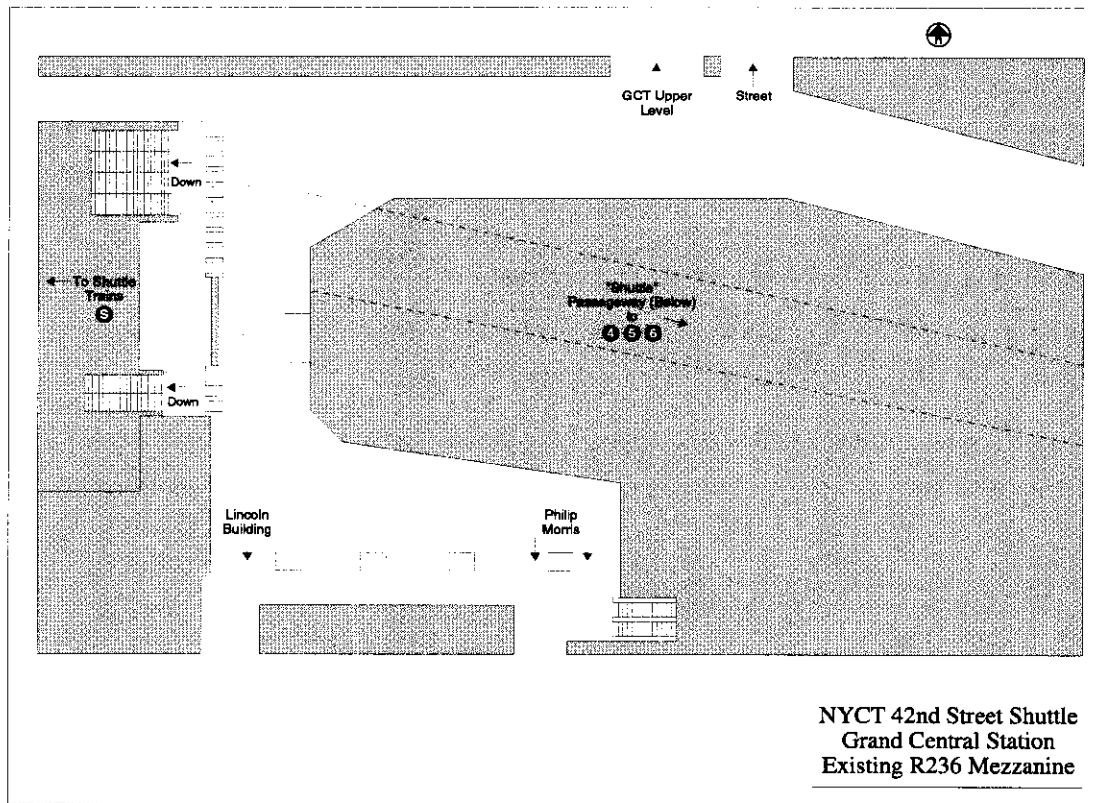 GCT Upper
Level
Street
Down
To Shuttle
Trains
S
"Shuttle"
Passageway (Below)
to
4 5 6
Down
Lincoln
Building
Philip
Morris
NYCT 42nd Street Shuttle
Grand Central Station
Existing R236 Mezzanine